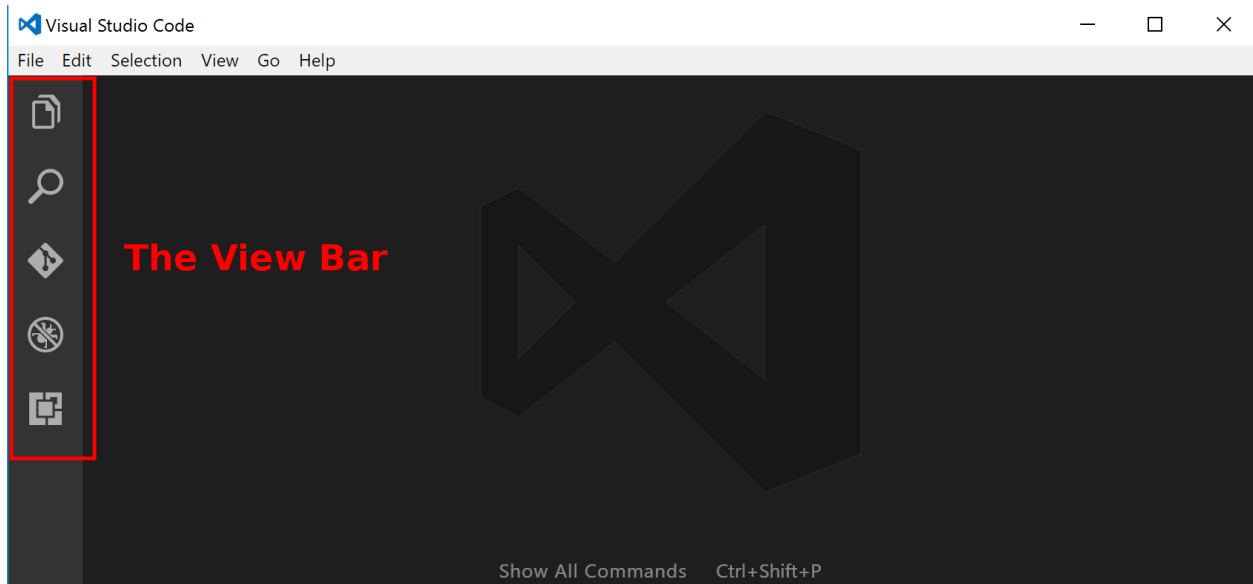 Visual Studio Code
File Edit Selection View Go Help
The View Bar
Show All Commands Ctrl+Shift+P